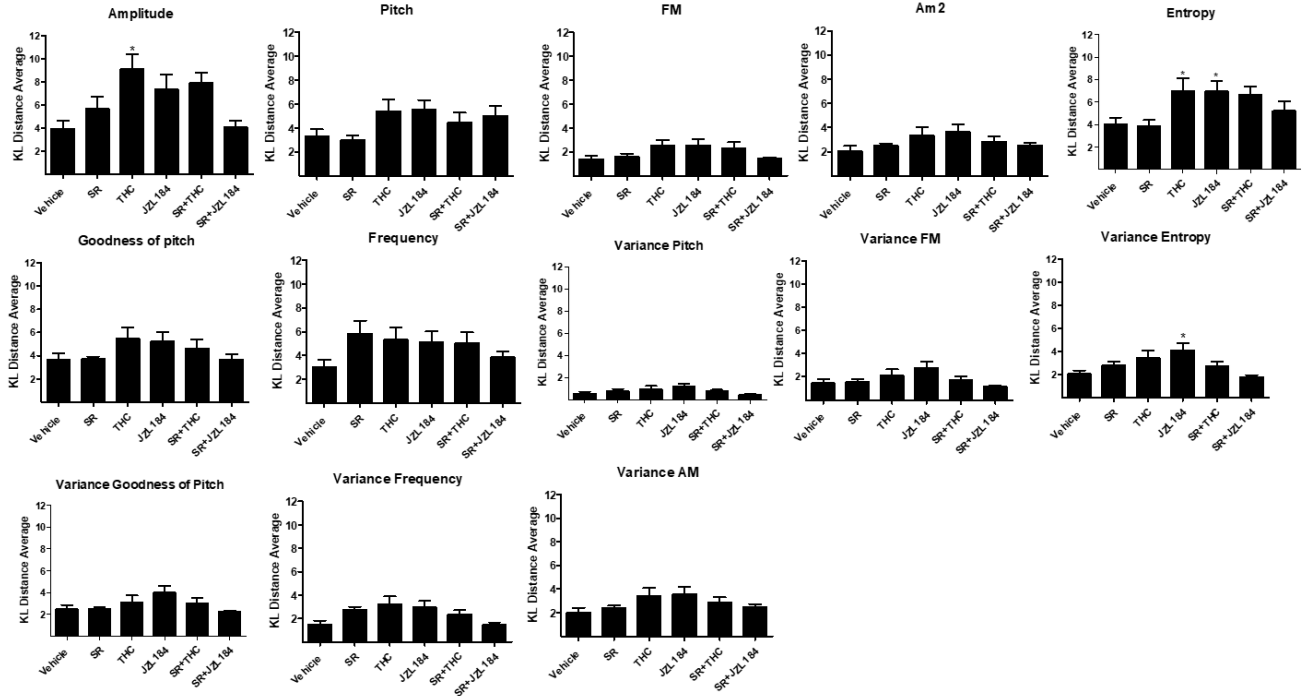 Amplitude
KL Distance Average
12
10
8
6
4
2
*
Vehicle
SR
THC
JZL184
SR+THC
SR+JZL184
Pitch
KL Distance Average
12
10
8
6
4
2
Vehicle
SR
THC
JZL184
SR+THC
SR+JZL184
FM
KL Distance Average
12
10
8
6
4
2
Vehicle
SR
THC
JZL184
SR+THC
SR+JZL184
Am2
KL Distance Average
12
10
8
6
4
2
Vehicle
SR
THC
JZL184
SR+THC
SR+JZL184
Entropy
KL Distance Average
12
10
8
6
4
2
*
*
Vehicle
SR
THC
JZL184
SR+THC
SR+JZL184
Goodness of pitch
KL Distance Average
12
10
8
6
4
2
Vehicle
SR
THC
JZL184
SR+THC
SR+JZL184
Frequency
KL Distance Average
12
10
8
6
4
2
Vehicle
SR
THC
JZL184
SR+THC
SR+JZL184
Variance Pitch
KL Distance Average
12
10
8
6
4
2
Vehicle
SR
THC
JZL184
SR+THC
SR+JZL184
Variance FM
KL Distance Average
12
10
8
6
4
2
Vehicle
SR
THC
JZL184
SR+THC
SR+JZL184
Variance Entropy
KL Distance Average
12
10
8
6
4
2
*
Vehicle
SR
THC
JZL184
SR+THC
SR+JZL184
Variance Goodness of Pitch
KL Distance Average
12
10
8
6
4
2
Vehicle
SR
THC
JZL184
SR+THC
SR+JZL184
Variance Frequency
KL Distance Average
12
10
8
6
4
2
Vehicle
SR
THC
JZL184
SR+THC
SR+JZL184
Variance AM
KL Distance Average
12
10
8
6
4
2
Vehicle
SR
THC
JZL184
SR+THC
SR+JZL184